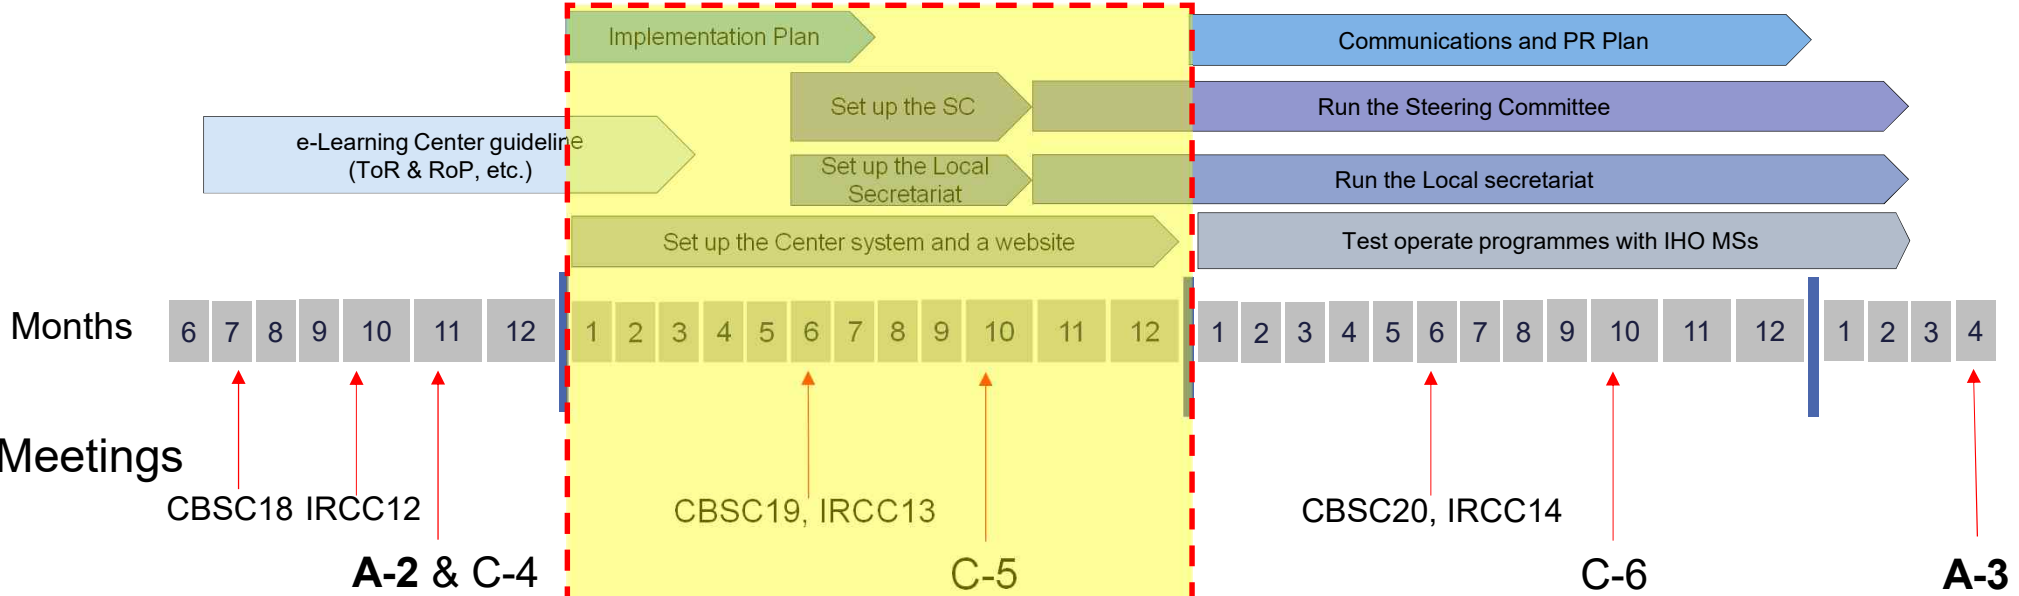 Implementation Plan
Communications and PR Plan
Set up the SC
Run the Steering Committee
e-Learning Center guideline
(ToR & RoP, etc.)
Set up the Local
Secretariat
Run the Local secretariat
Set up the Center system and a website
Test operate programmes with IHO MSs
Months 6 7 8 9 10 11 12 1 2 3 4 5 6 7 8 9 10 11 12 1 2 3 4 5 6 7 8 9 10 11 12 1 2 3 4
Meetings
CBSC18 IRCC12 CBSC19, IRCC13 CBSC20, IRCC14
A-2 & C-4 C-5 C-6 A-3